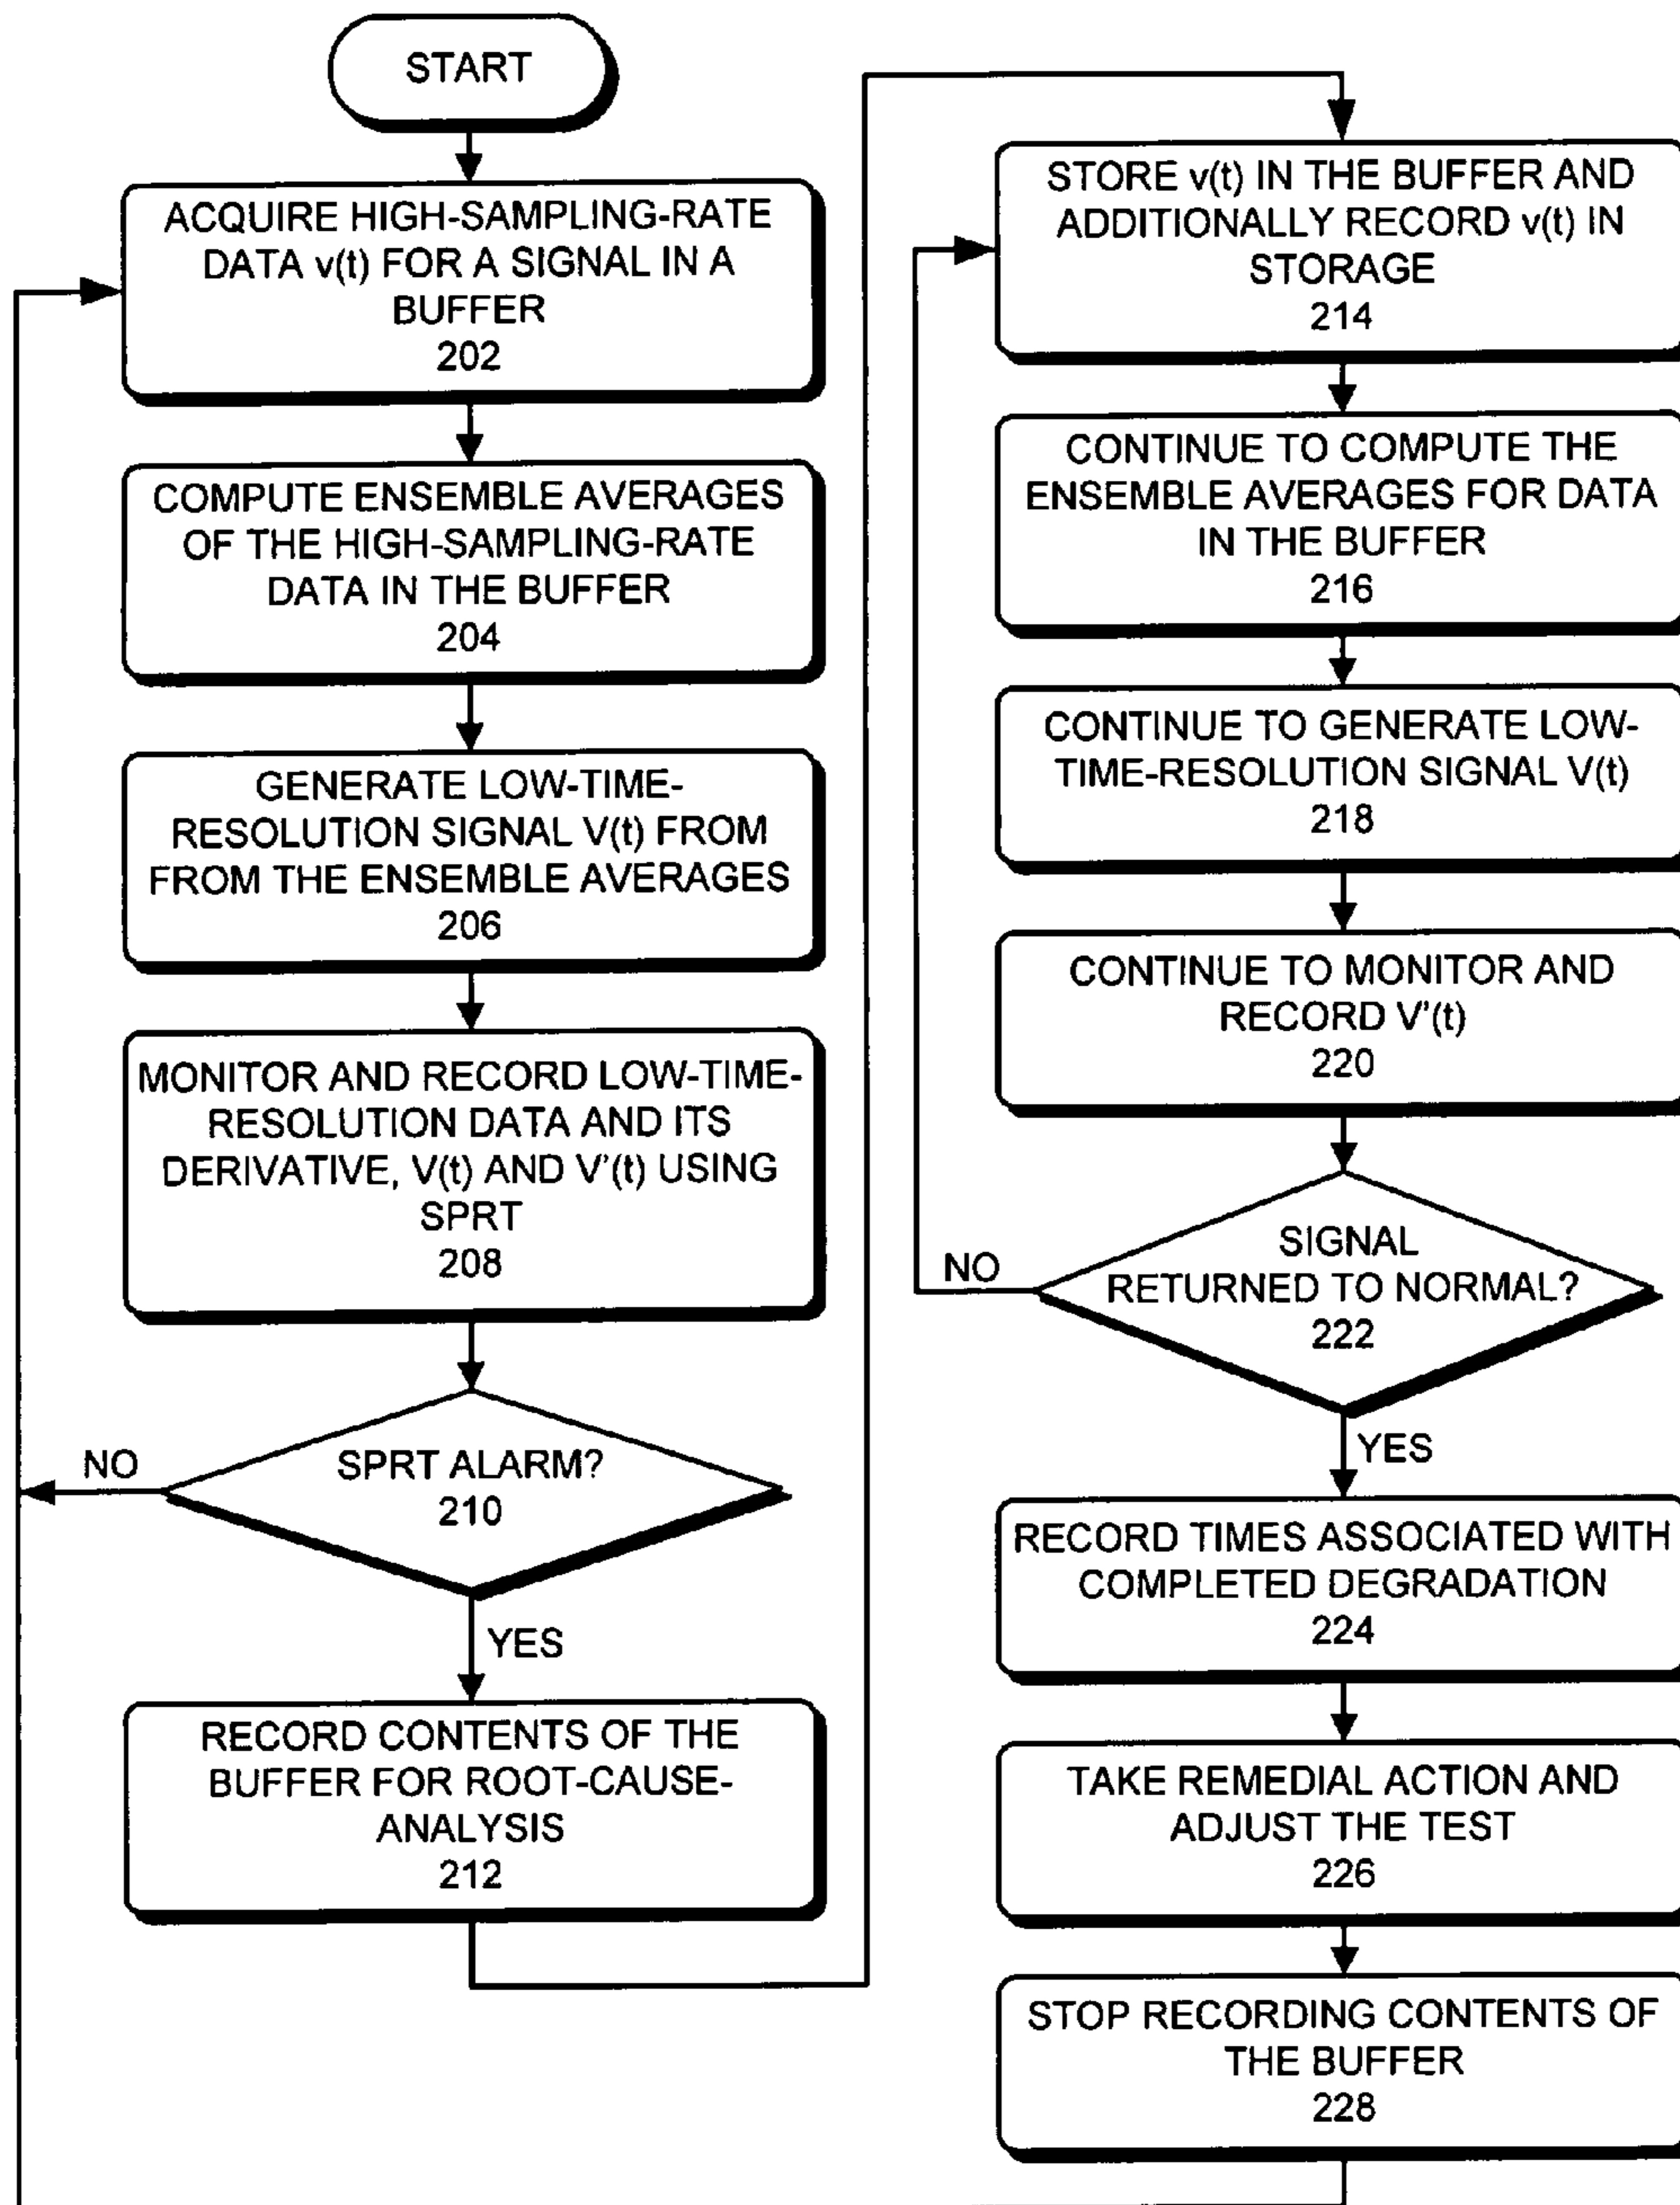 START
ACQUIRE HIGH-SAMPLING-RATE
DATA v(t) FOR A SIGNAL IN A
BUFFER
202
COMPUTE ENSEMBLE AVERAGES
OF THE HIGH-SAMPLING-RATE
DATA IN THE BUFFER
204
GENERATE LOW-TIME-
RESOLUTION SIGNAL V(t) FROM
FROM THE ENSEMBLE AVERAGES
206
MONITOR AND RECORD LOW-TIME-
RESOLUTION DATA AND ITS
DERIVATIVE, V(t) AND V'(t) USING
SPRT
208
NO
SPRT ALARM?
210
YES
RECORD CONTENTS OF THE
BUFFER FOR ROOT-CAUSE-
ANALYSIS
212
STORE v(t) IN THE BUFFER AND
ADDITIONALLY RECORD v(t) IN
STORAGE
214
CONTINUE TO COMPUTE THE
ENSEMBLE AVERAGES FOR DATA
IN THE BUFFER
216
CONTINUE TO GENERATE LOW-
TIME-RESOLUTION SIGNAL V(t)
218
CONTINUE TO MONITOR AND
RECORD V'(t)
220
NO
SIGNAL
RETURNED TO NORMAL?
222
YES
RECORD TIMES ASSOCIATED WITH
COMPLETED DEGRADATION
224
TAKE REMEDIAL ACTION AND
ADJUST THE TEST
226
STOP RECORDING CONTENTS OF
THE BUFFER
228